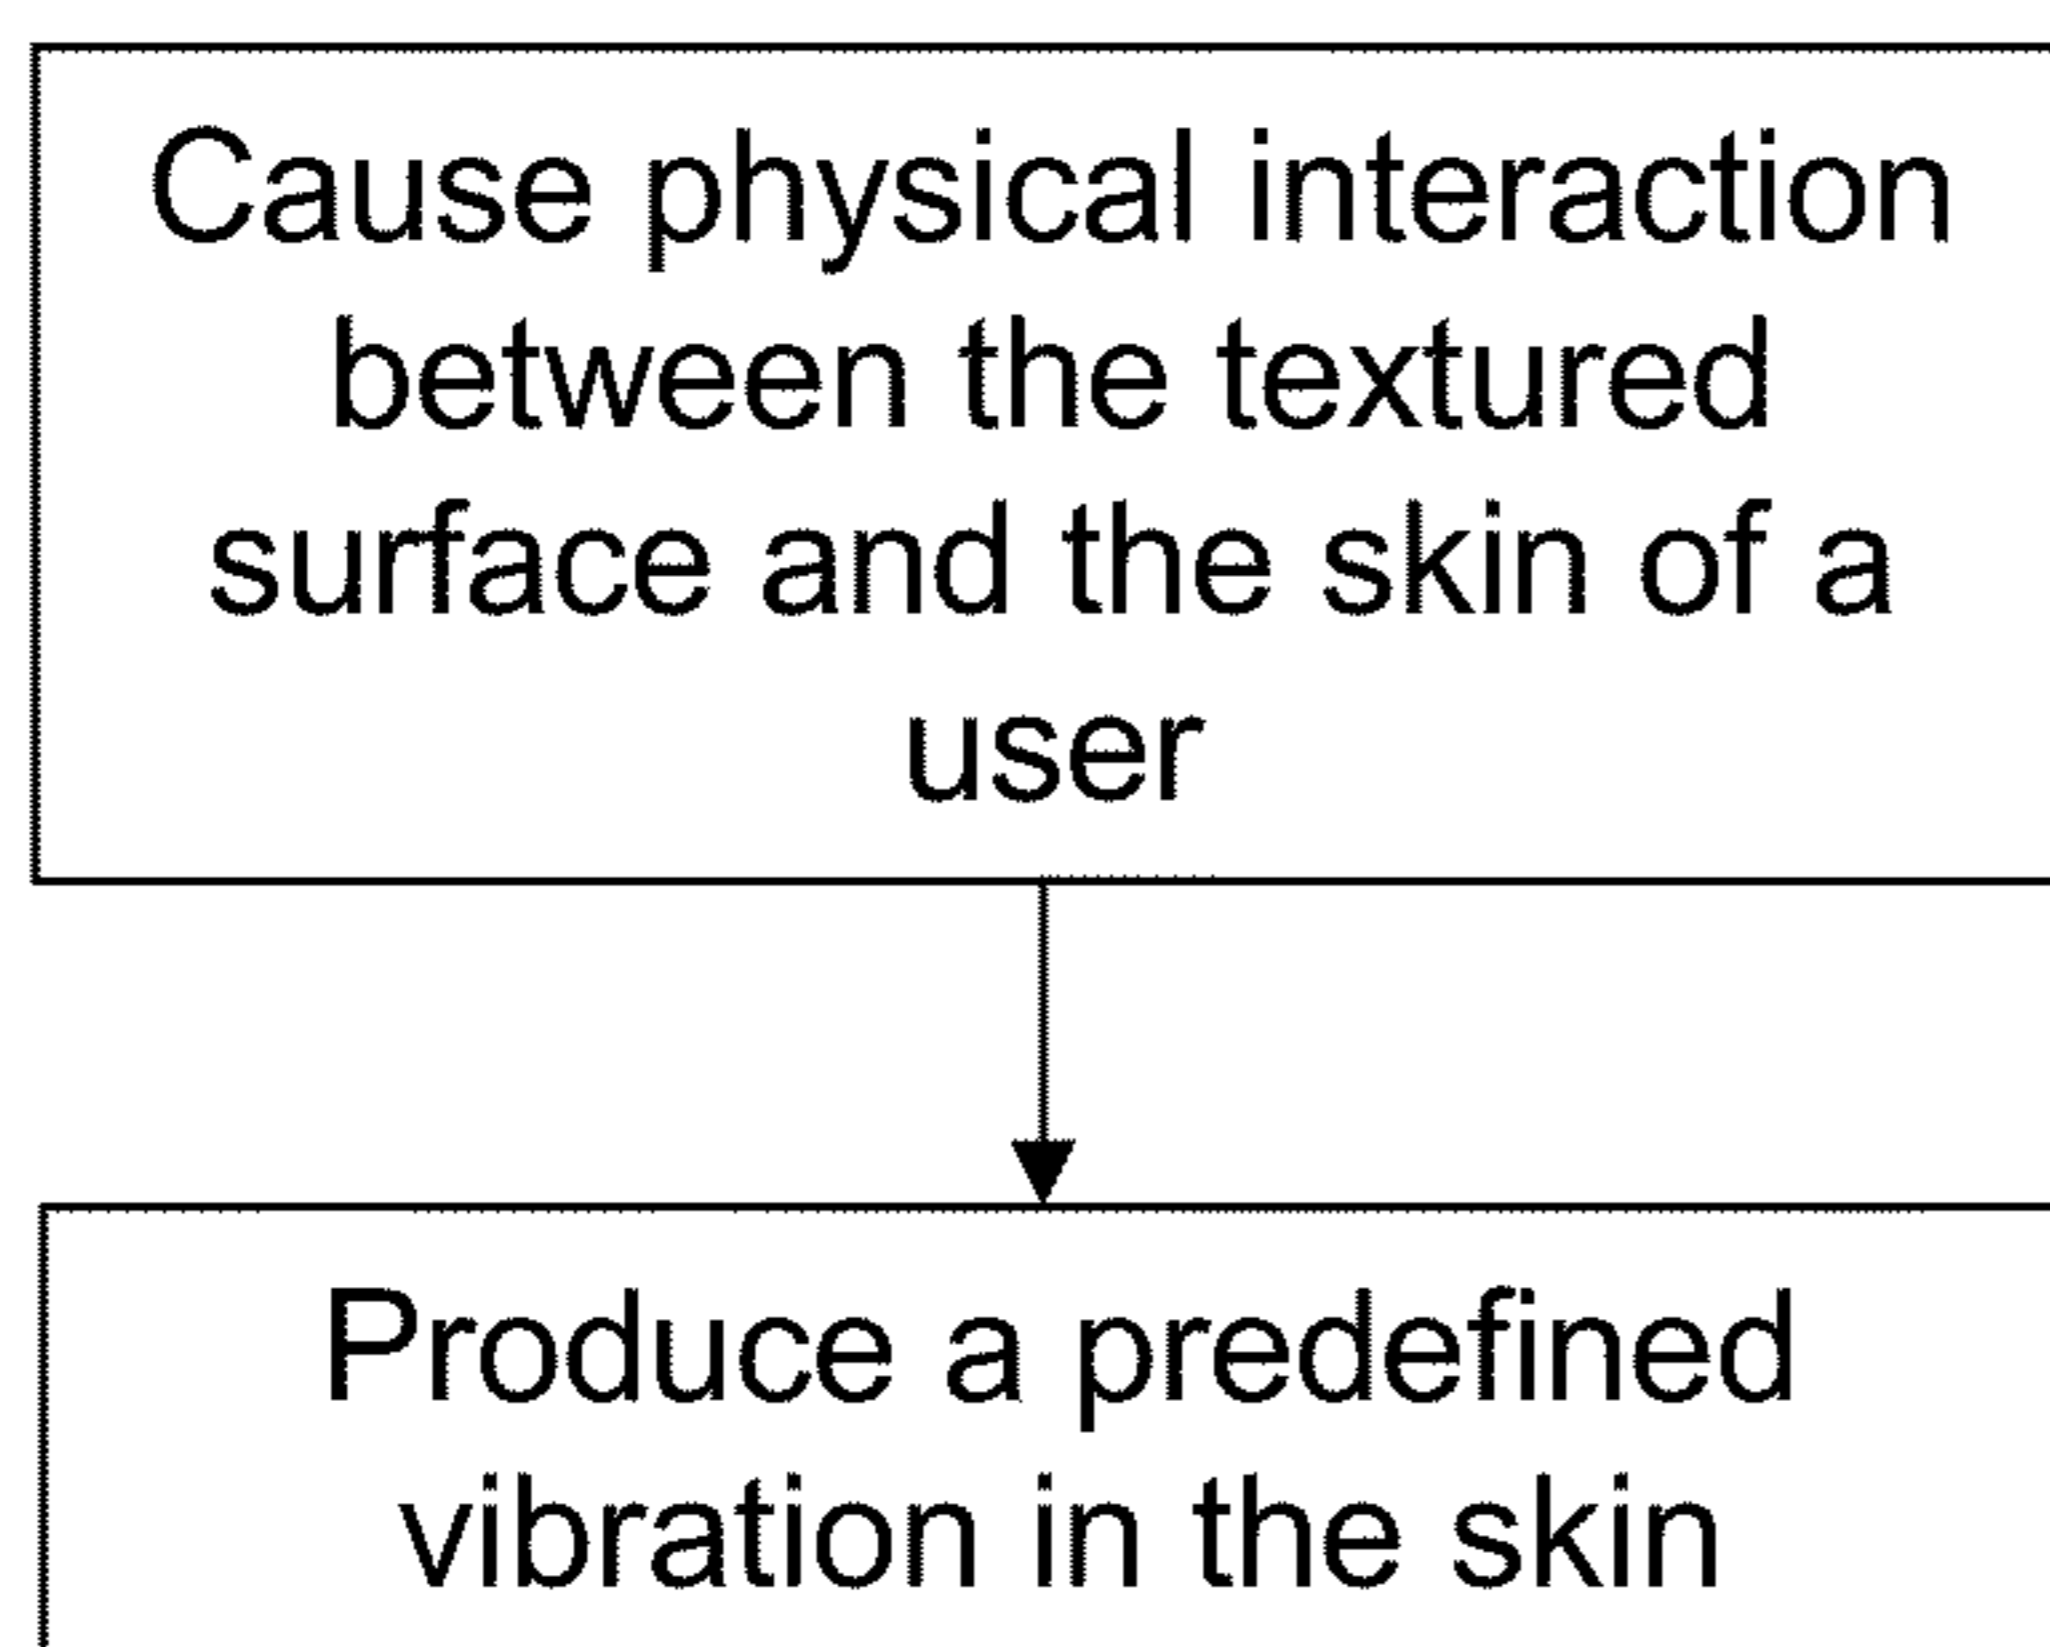 Cause physical interaction
between the textured
surface and the skin of a
user
Produce a predefined
vibration in the skin